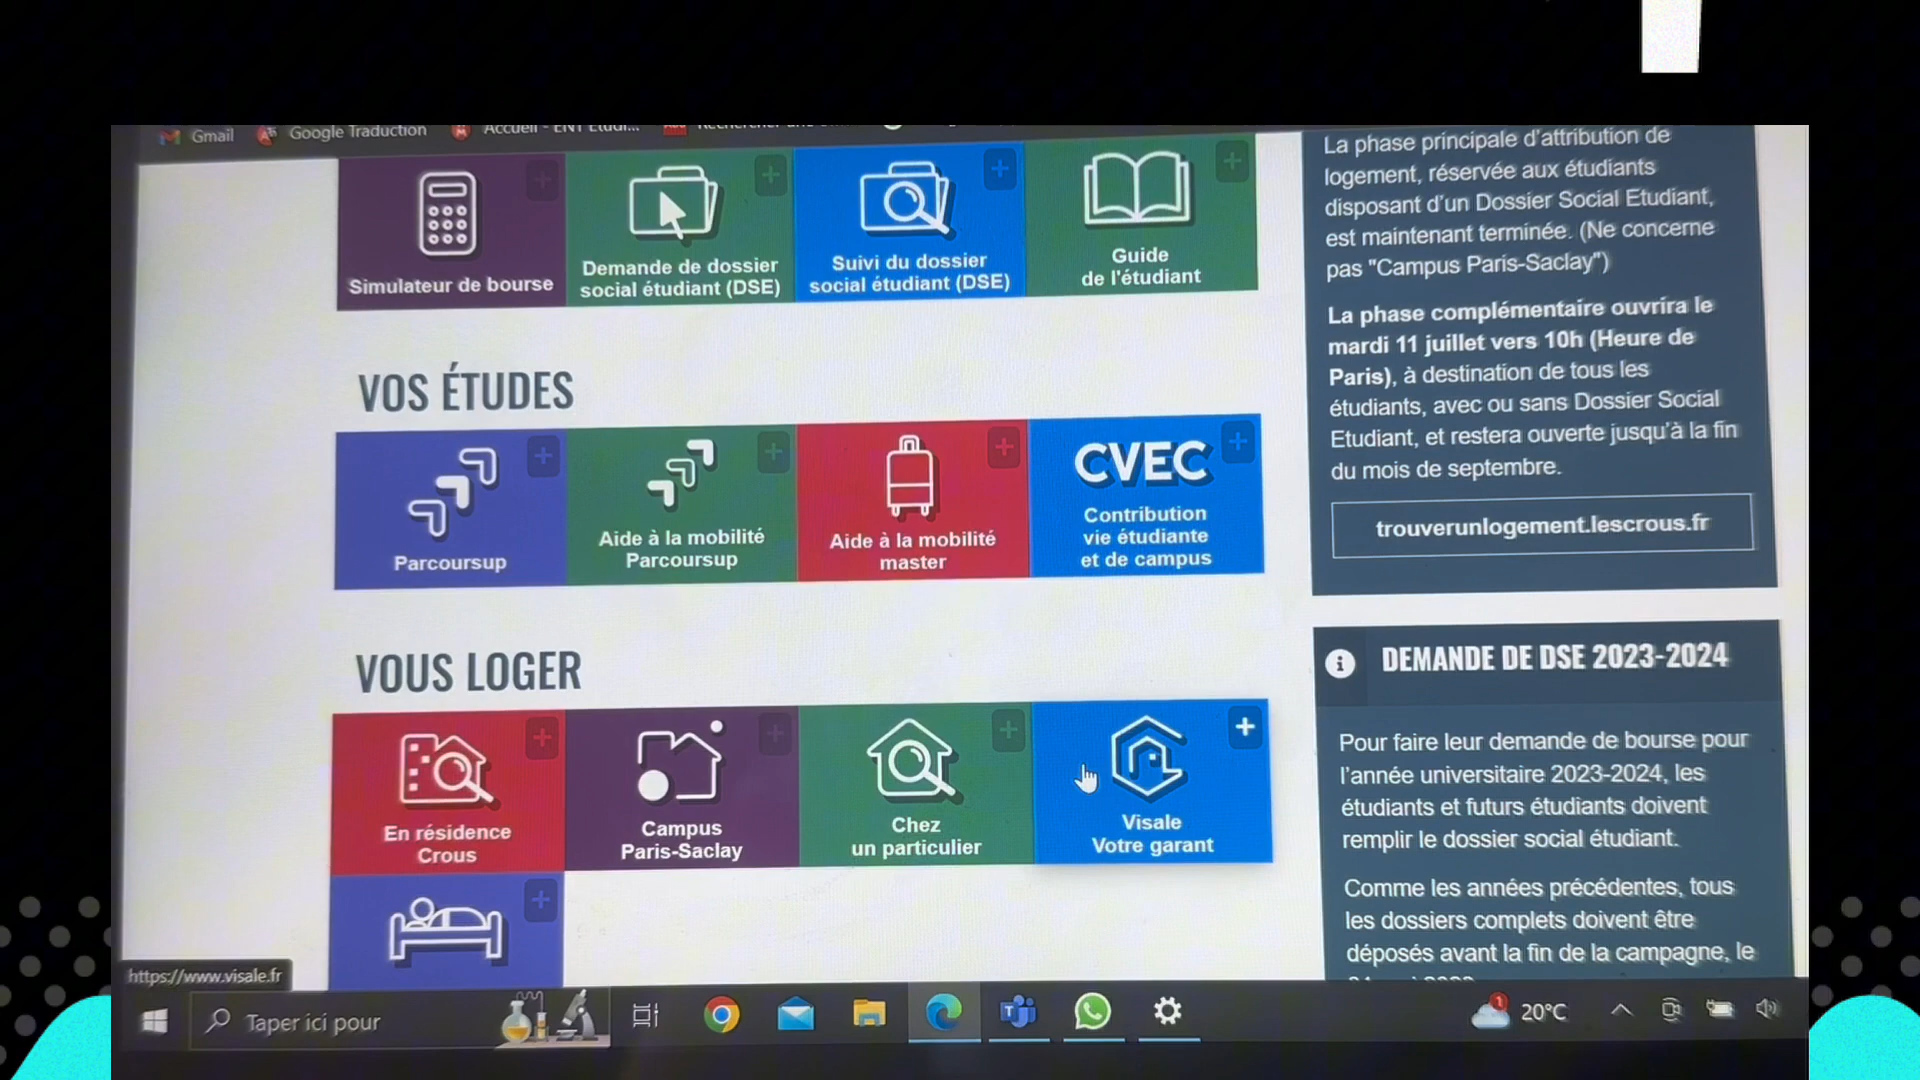 Gmail
Google Traduction
Accueil - ENT Etudi...
Simulateur de bourse
Demande de dossier
social étudiant (DSE)
Suivi du dossier
social étudiant (DSE)
Guide
de l'étudiant
VOS ÉTUDES
Parcoursup
Aide à la mobilité
Parcoursup
Aide à la mobilité
master
CVEC
Contribution
vie étudiante
et de campus
VOUS LOGER
En résidence
Crous
Campus
Paris-Saclay
Chez
un particulier
Visale
Votre garant
La phase principale d'attribution de
logement, réservée aux étudiants
disposant d'un Dossier Social Etudiant,
est maintenant terminée. (Ne concerne
pas "Campus Paris-Saclay")
La phase complémentaire ouvrira le
mardi 11 juillet vers 10h (Heure de
Paris), à destination de tous les
étudiants, avec ou sans Dossier Social
Etudiant, et restera ouverte jusqu'à la fin
du mois de septembre.
trouverunlogement.lescrous.fr
DEMANDE DE DSE 2023-2024
Pour faire leur demande de bourse pour
l'année universitaire 2023-2024, les
étudiants et futurs étudiants doivent
remplir le dossier social étudiant.
Comme les années précédentes, tous
les dossiers complets doivent être
déposés avant la fin de la campagne, le
https://www.visale.fr
Taper ici pour
1
20°C